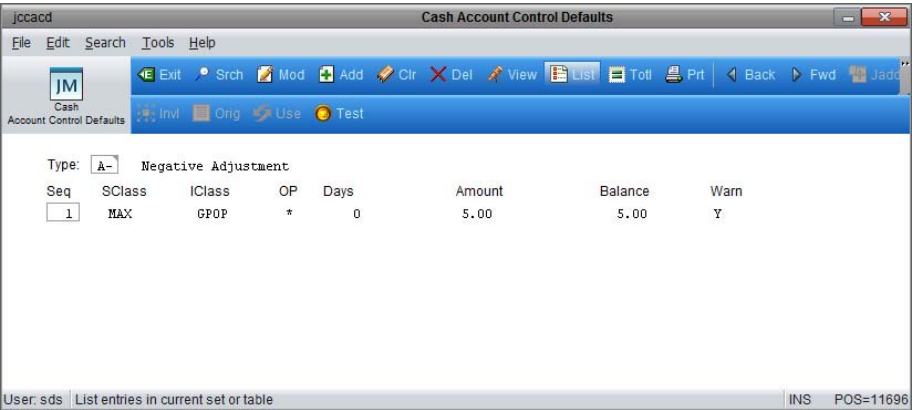 jccacd Cash Account Control Defaults
File Edit Search Tools Help
JM
Cash
Account Control Defaults
Exit Srch Mod Add Clr Del View List Totl Prt Back Fwd Jadd
Invl Orig Use Test
Type: A- Negative Adjustment
Seq SClass IClass OP Days Amount Balance Warn
1 MAX GPOP * 0 5.00 5.00 Y
User: sds List entries in current set or table INS POS=11696